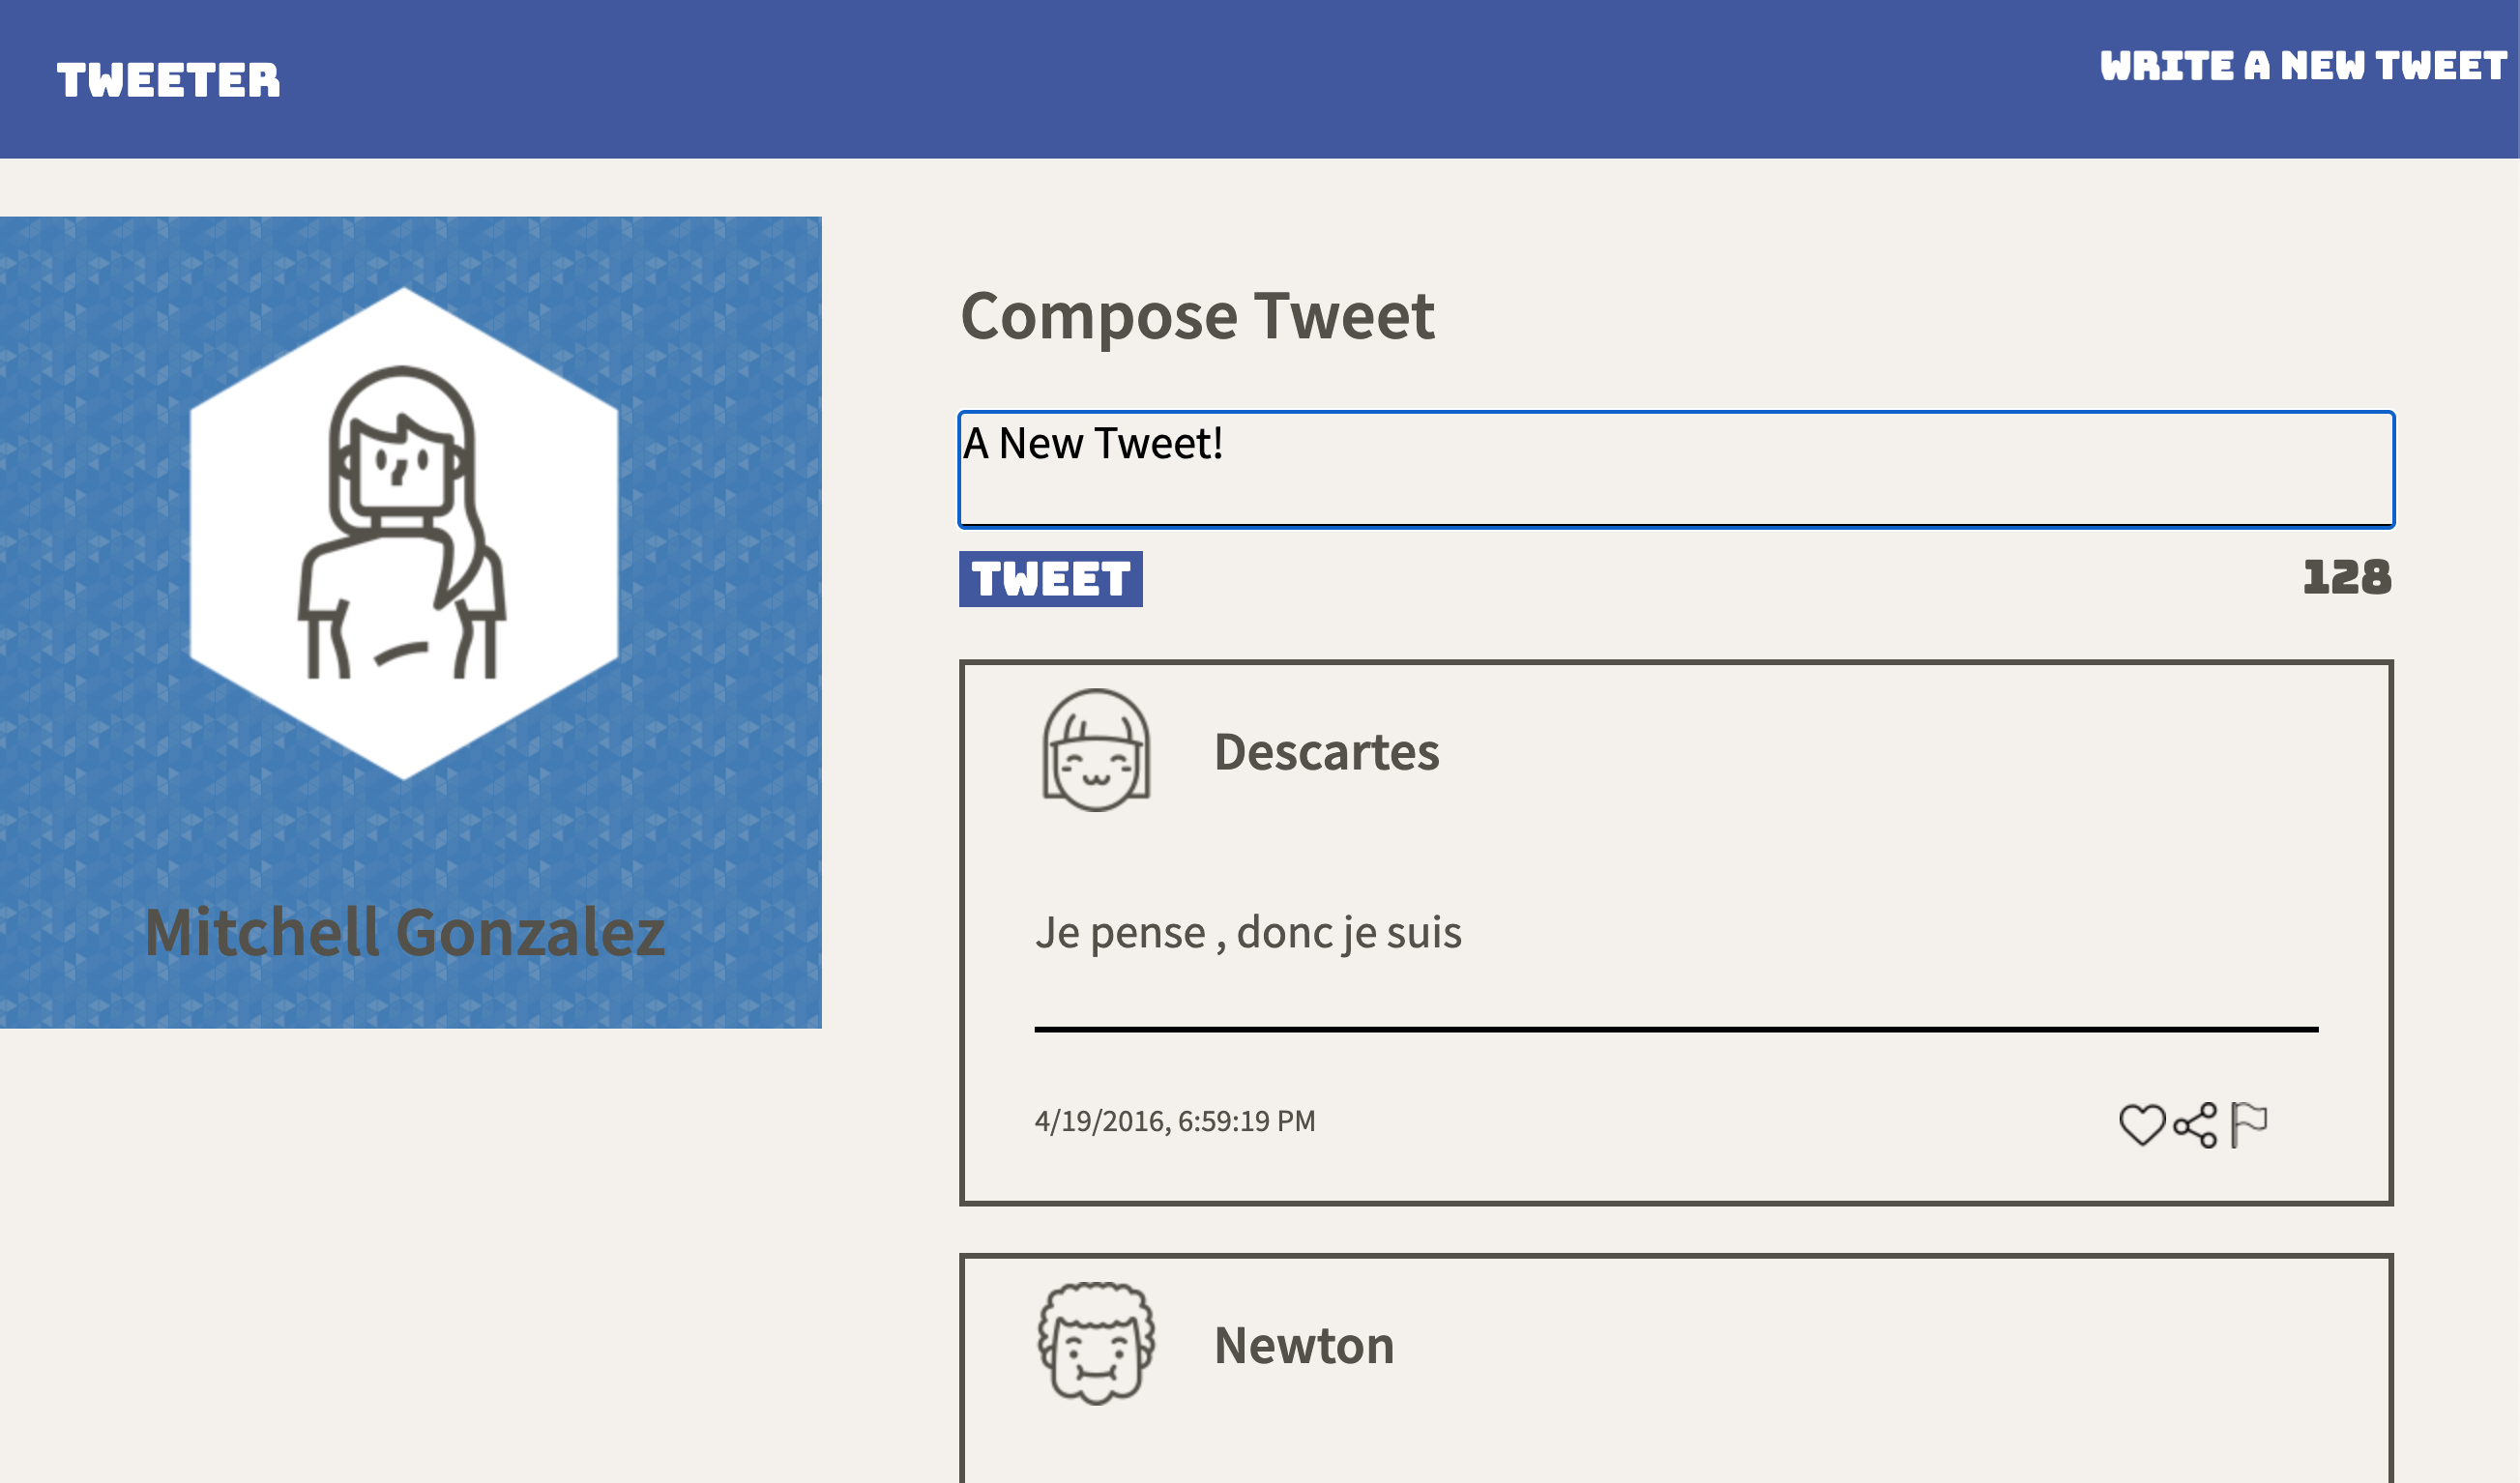 TWEETER
WRITE A NEW TWEET
Mitchell Gonzalez
Compose Tweet
A New Tweet!
TWEET
128
Descartes
Je pense , donc je suis
4/19/2016, 6:59:19 PM
Newton